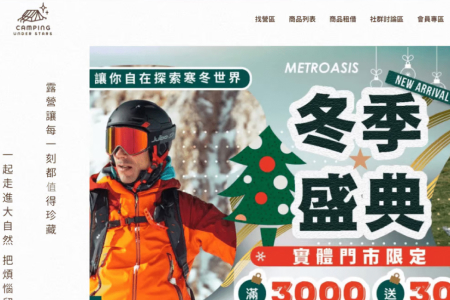 CAMPING
UNDER STARS
找營區
商品列表
商品租借
社群討論區
會員專區
露營讓每一刻都值得珍藏
一起走進大自然 把煩惱
讓你自在探索寒冬世界
METROASIS
NEW ARRIVAL
冬季
盛典
實體門市限定
滿3000
送30